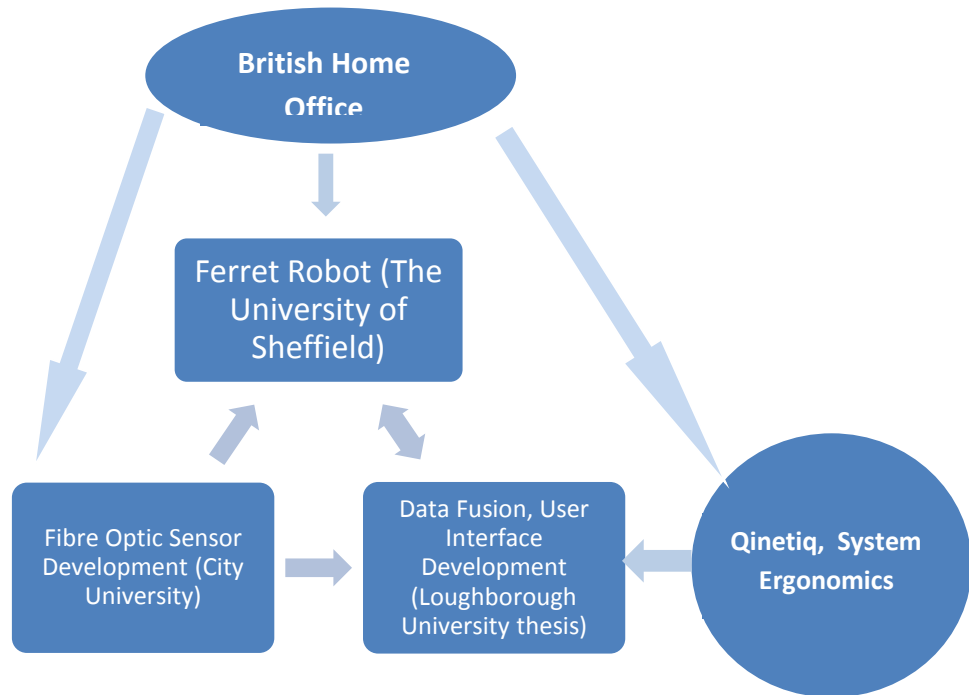 British Home
Office
Ferret Robot (The
University of
Sheffield)
Fibre Optic Sensor
Development (City
University)
Data Fusion, User
Interface
Development
(Loughborough
University thesis)
Qinetiq, System
Ergonomics